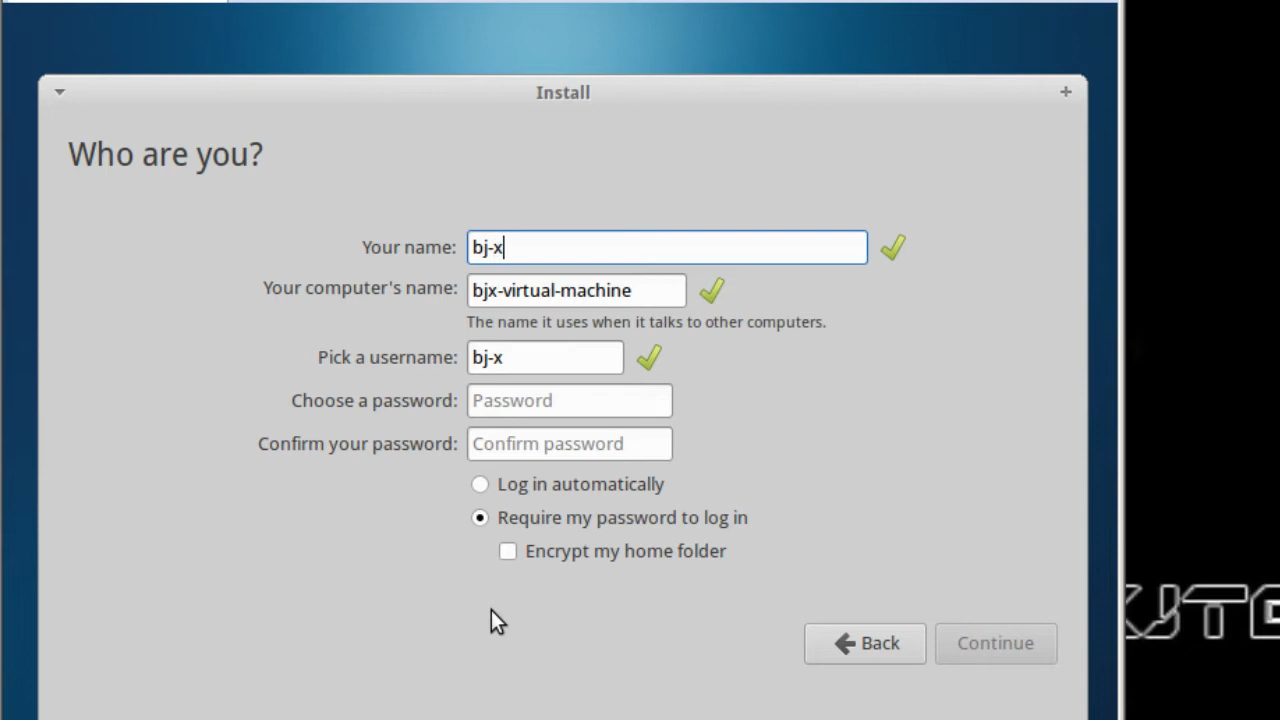 Install
Who are you?
Your name: bj-x
Your computer's name: bjx-virtual-machine
The name it uses when it talks to other computers.
Pick a username: bj-x
Choose a password: Password
Confirm your password: Confirm password
Log in automatically
Require my password to log in
Encrypt my home folder
Back Continue